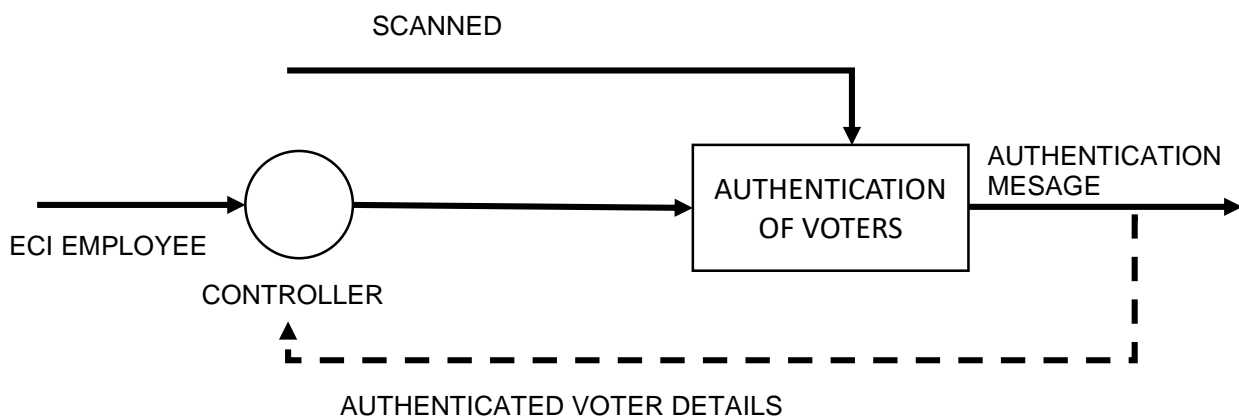 SCANNED
ECI EMPLOYEE
CONTROLLER
AUTHENTICATION
OF VOTERS
AUTHENTICATION
MESAGE
AUTHENTICATED VOTER DETAILS